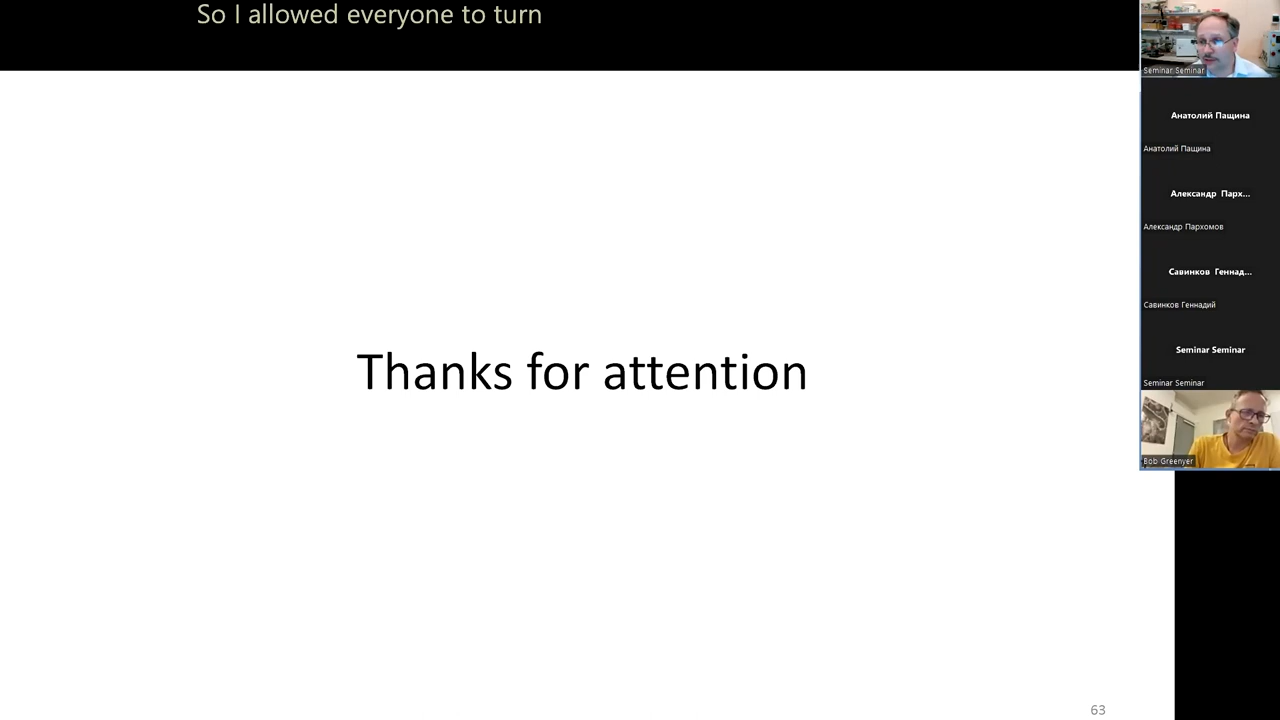 So I allowed everyone to turn
Thanks for attention
63
Seminar Seminar
Анатолий Пащина
Анатолий Пащина
Александр Парх...
Александр Пархомов
Савинков Геннад...
Савинков Геннадий
Seminar Seminar
Seminar Seminar
Bob Greenyer